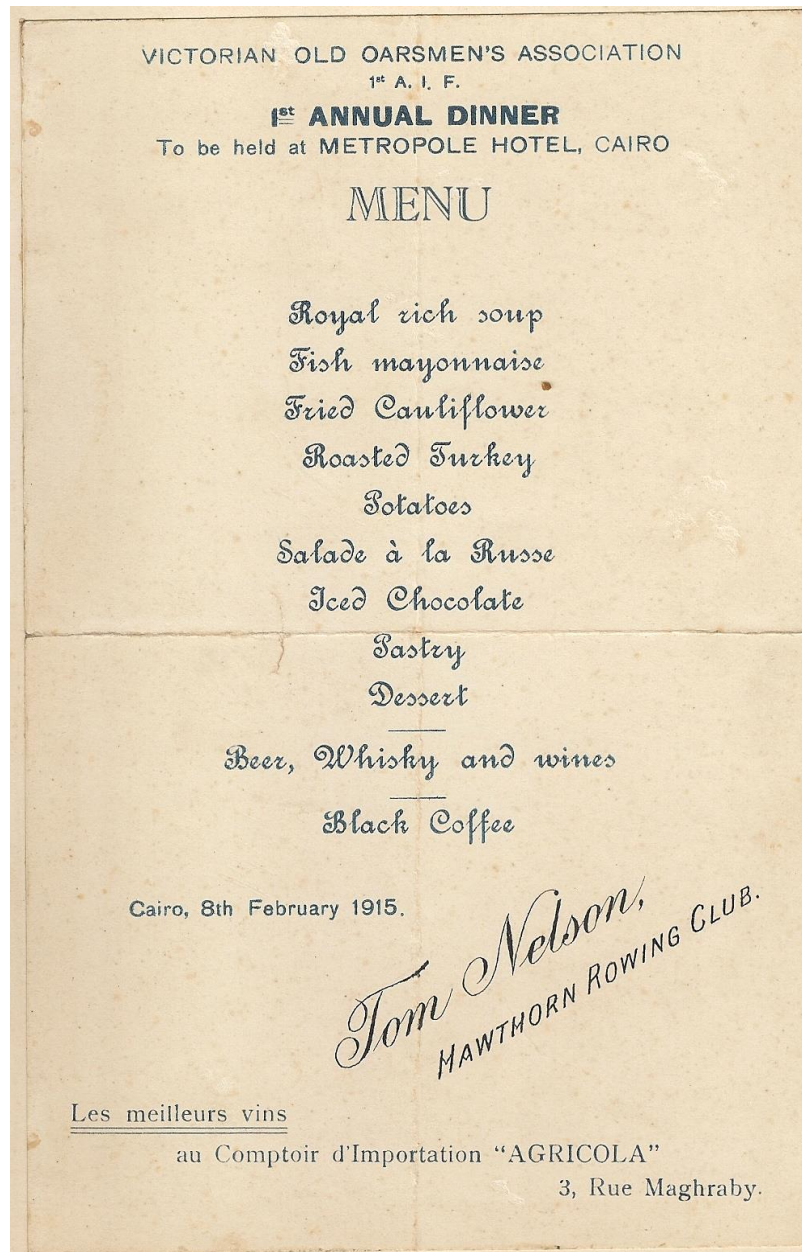 VICTORIAN OLD OARSMEN'S ASSOCIATION
1st A. I. F.
1st ANNUAL DINNER
To be held at METROPOLE HOTEL, CAIRO
MENU
Royal rich soup
Fish mayonnaise
Fried Cauliflower
Roasted Turkey
Potatoes
Salade à la Russe
Iced Chocolate
Pastry
Dessert
Beer, Whisky and wines
Black Coffee
Cairo, 8th February 1915.
Tom Nelson,
HAWTHORN ROWING CLUB.
Les meilleurs vins
au Comptoir d'Importation "AGRICOLA"
3, Rue Maghraby.